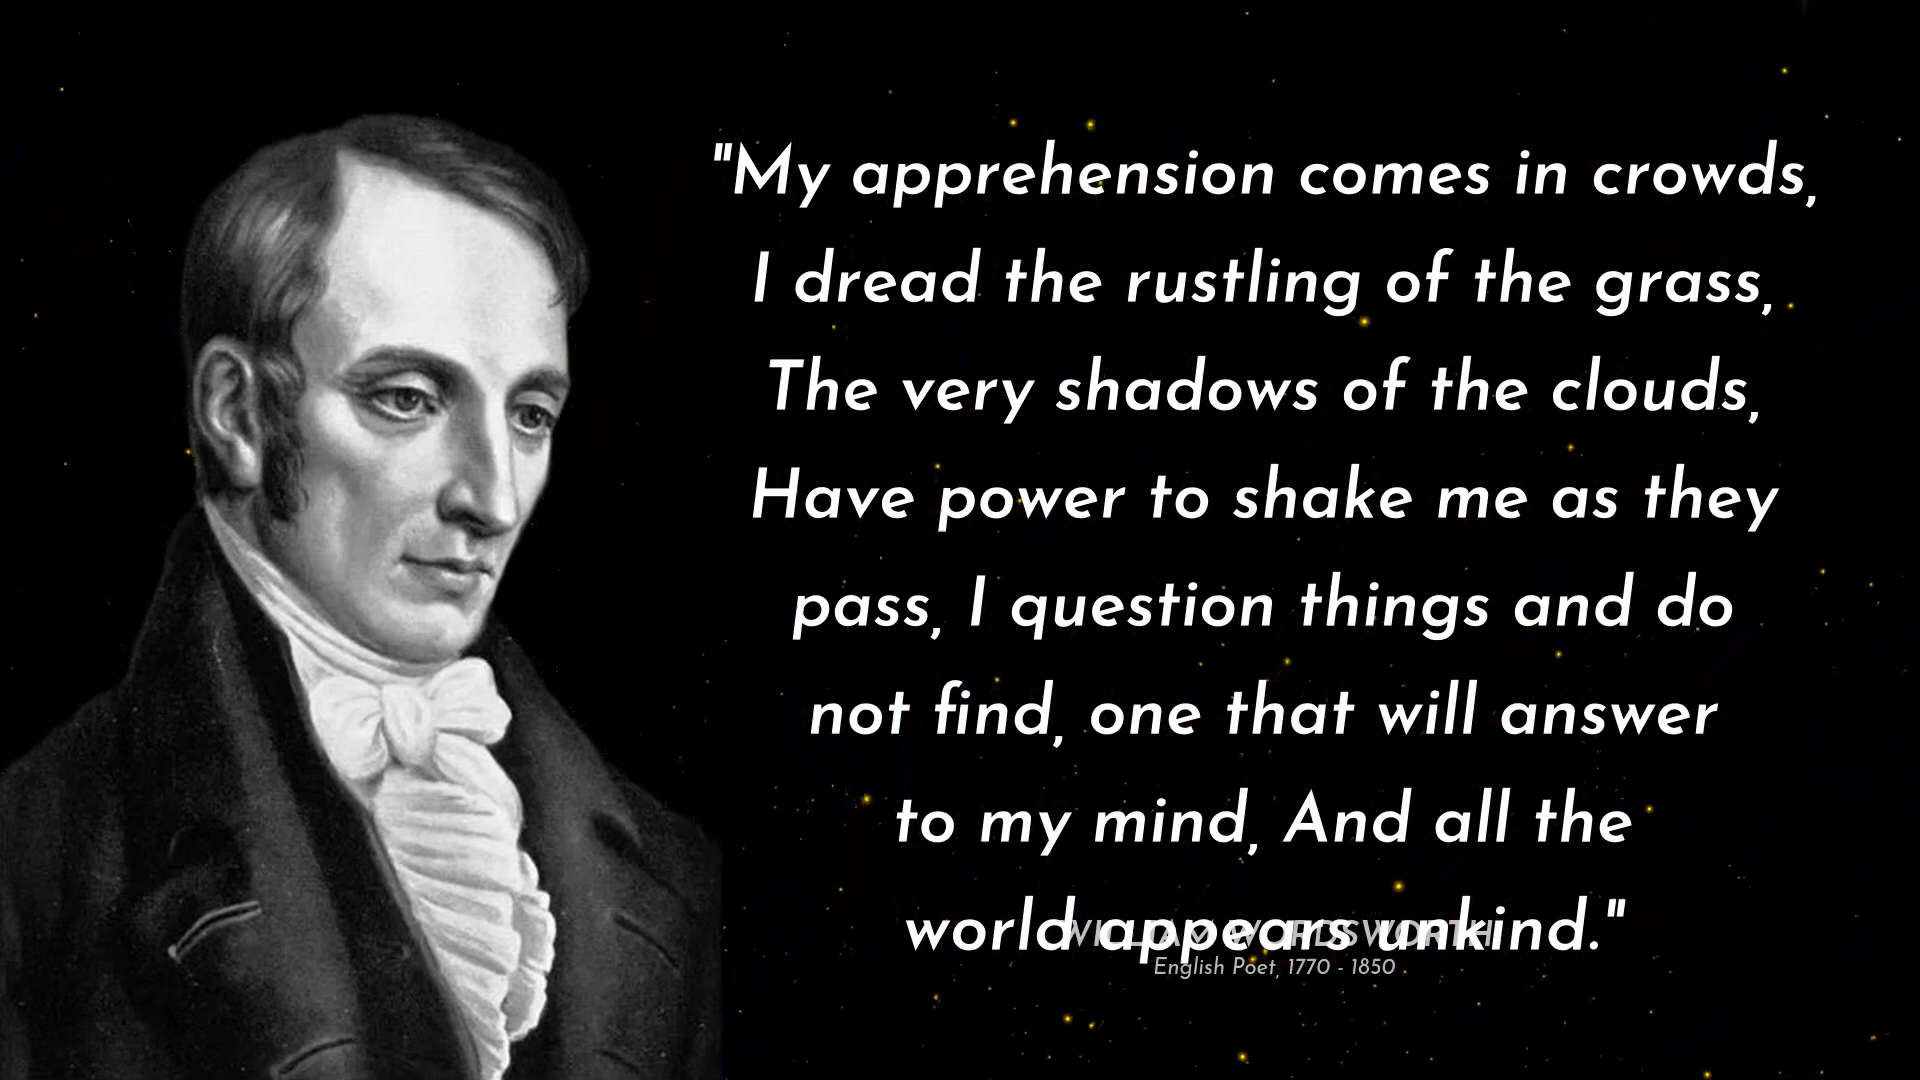 "My apprehension comes in crowds,
I dread the rustling of the grass,
The very shadows of the clouds,
Have power to shake me as they
pass, I question things and do
not find, one that will answer
to my mind, And all the
world appears unkind."
WILLIAM WORDSWORTH
English Poet, 1770 - 1850